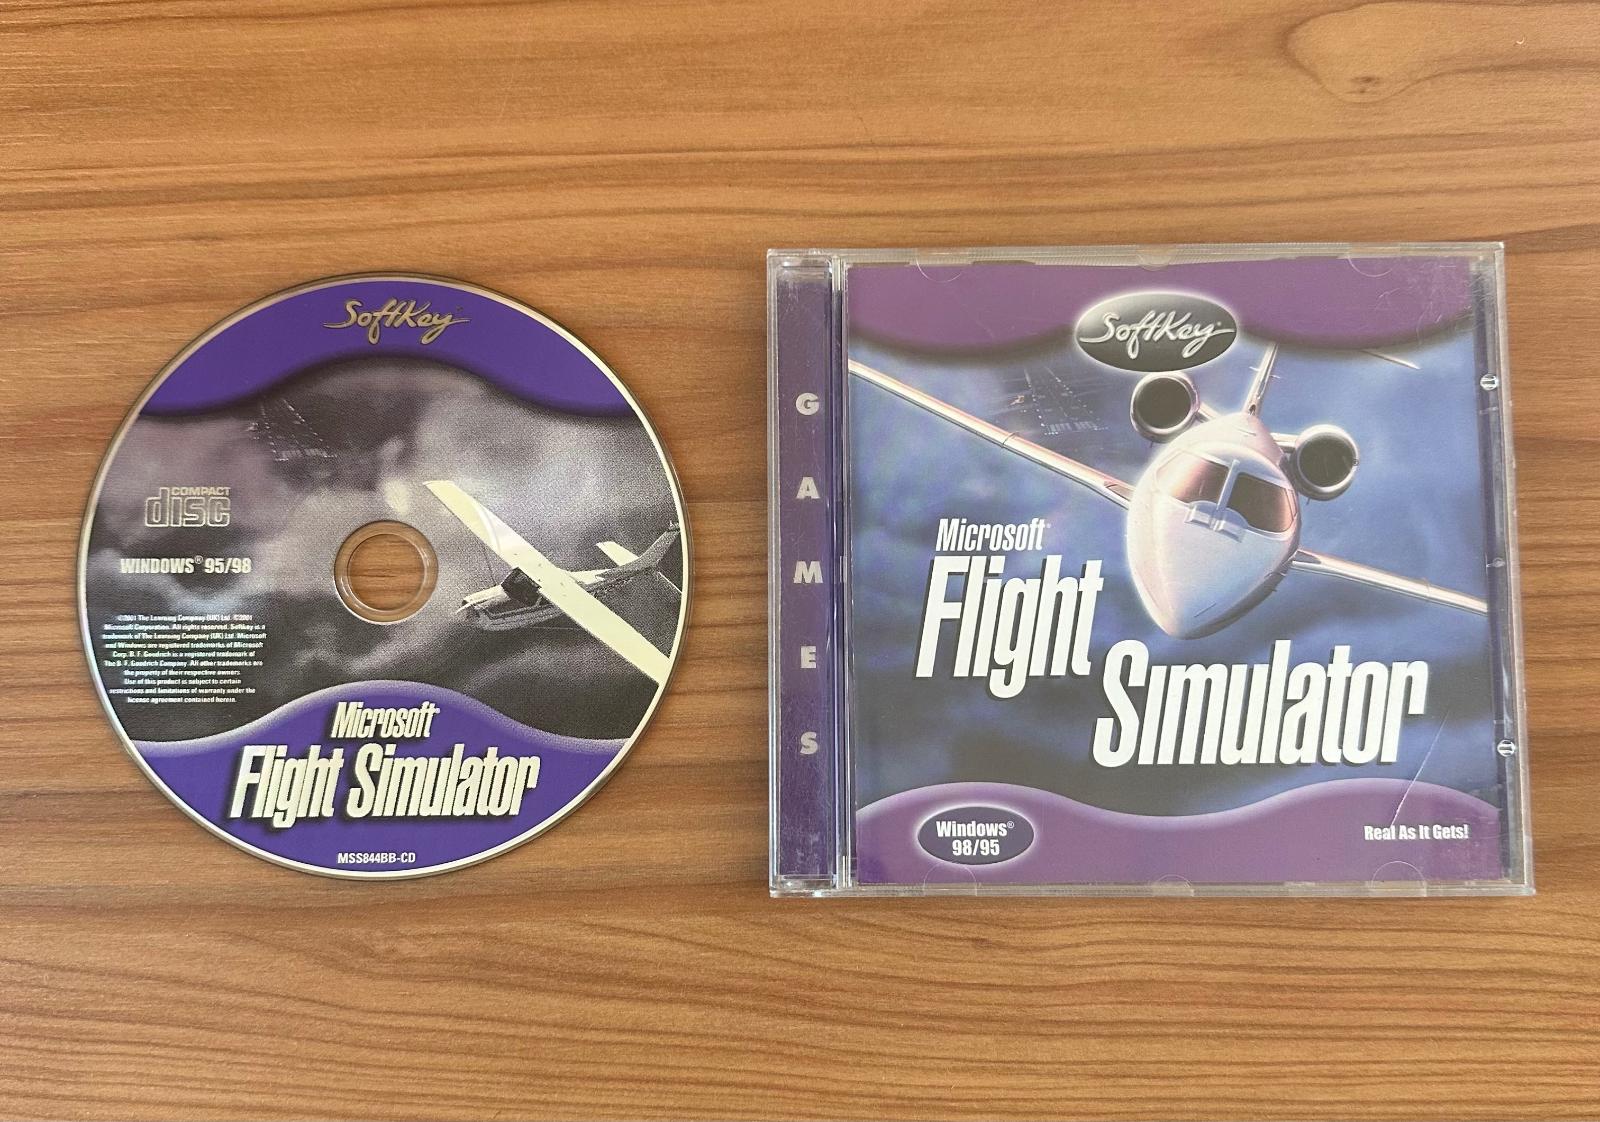 SoftKey
COMPACT
disc
WINDOWS® 95/98
©2001 The Learning Company (UK) Ltd. ©2001
Microsoft Corporation. All rights reserved. SoftKey is a
trademark of The Learning Company (UK) Ltd. Microsoft
and Windows are registered trademarks of Microsoft
Corp. B. F. Goodrich is a registered trademark of
The B. F. Goodrich Company. All other trademarks are
the property of their respective owners.
Use of this product is subject to certain
restrictions and limitations of warranty under the
license agreement contained herein.
Microsoft®
Flight Simulator
MSS844BB-CD
GAMES
SoftKey®
Microsoft®
Flight
Simulator
Windows®
98/95
Real As It Gets!